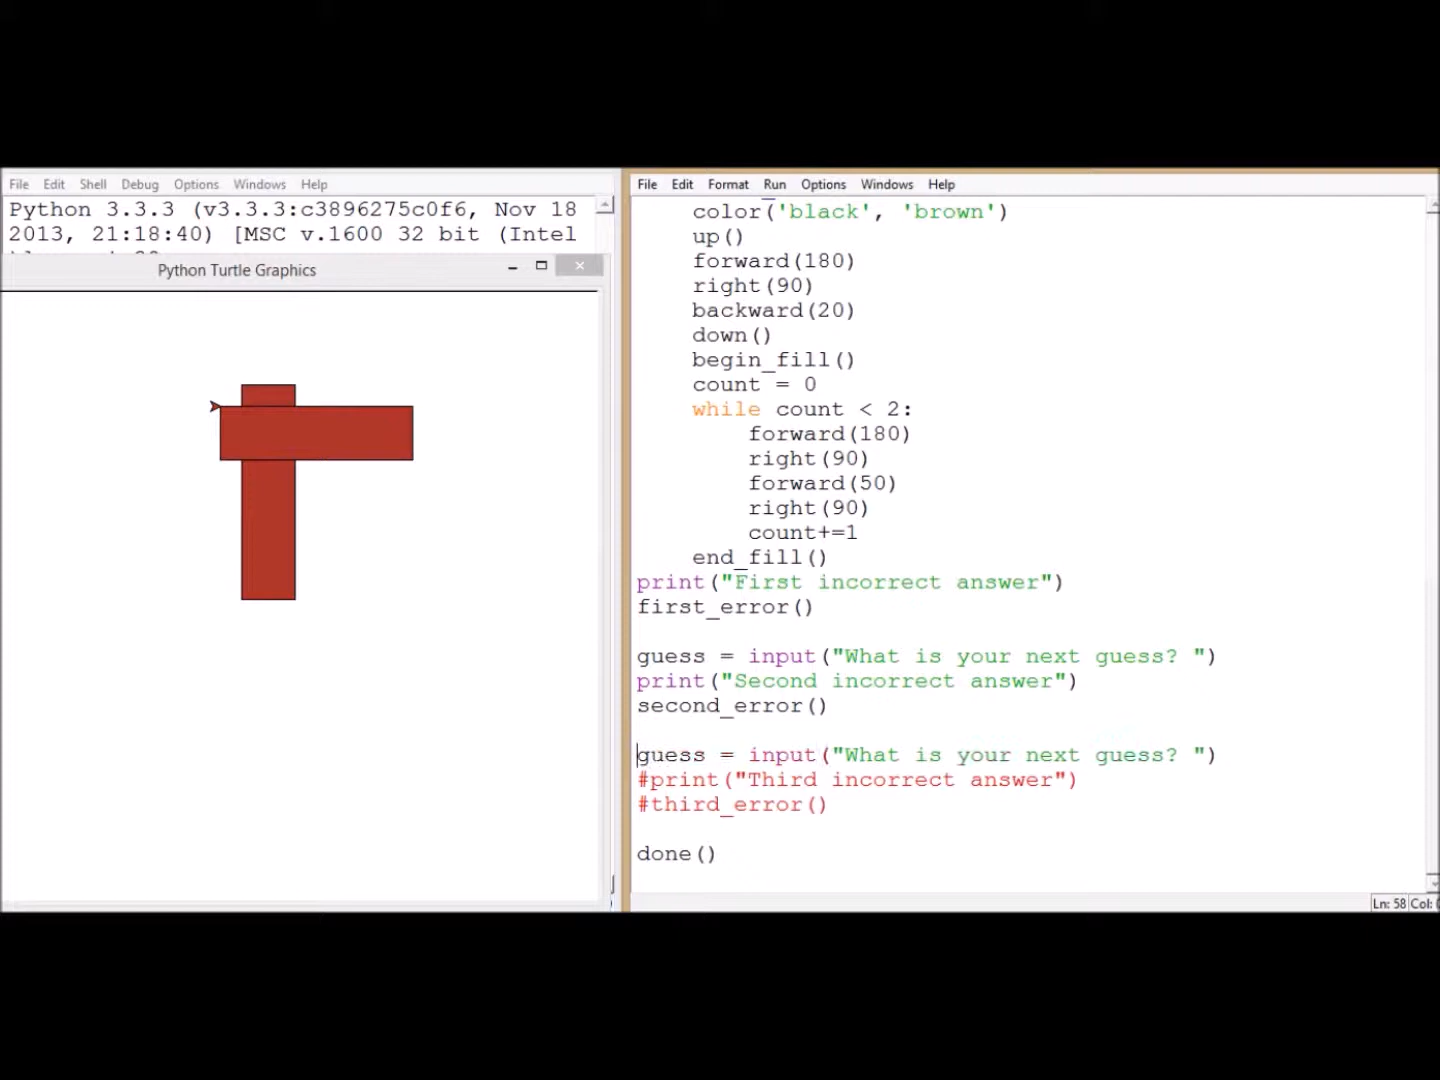 File Edit Shell Debug Options Windows Help
Python 3.3.3 (v3.3.3:c3896275c0f6, Nov 18
2013, 21:18:40) [MSC v.1600 32 bit (Intel
Python Turtle Graphics
File Edit Format Run Options Windows Help
color('black', 'brown')
up()
forward(180)
right(90)
backward(20)
down()
begin_fill()
count = 0
while count < 2:
forward(180)
right(90)
forward(50)
right(90)
count+=1
end_fill()
print("First incorrect answer")
first_error()
guess = input("What is your next guess? ")
print("Second incorrect answer")
second_error()
guess = input("What is your next guess? ")
#print("Third incorrect answer")
#third_error()
done()
Ln: 58 Col: